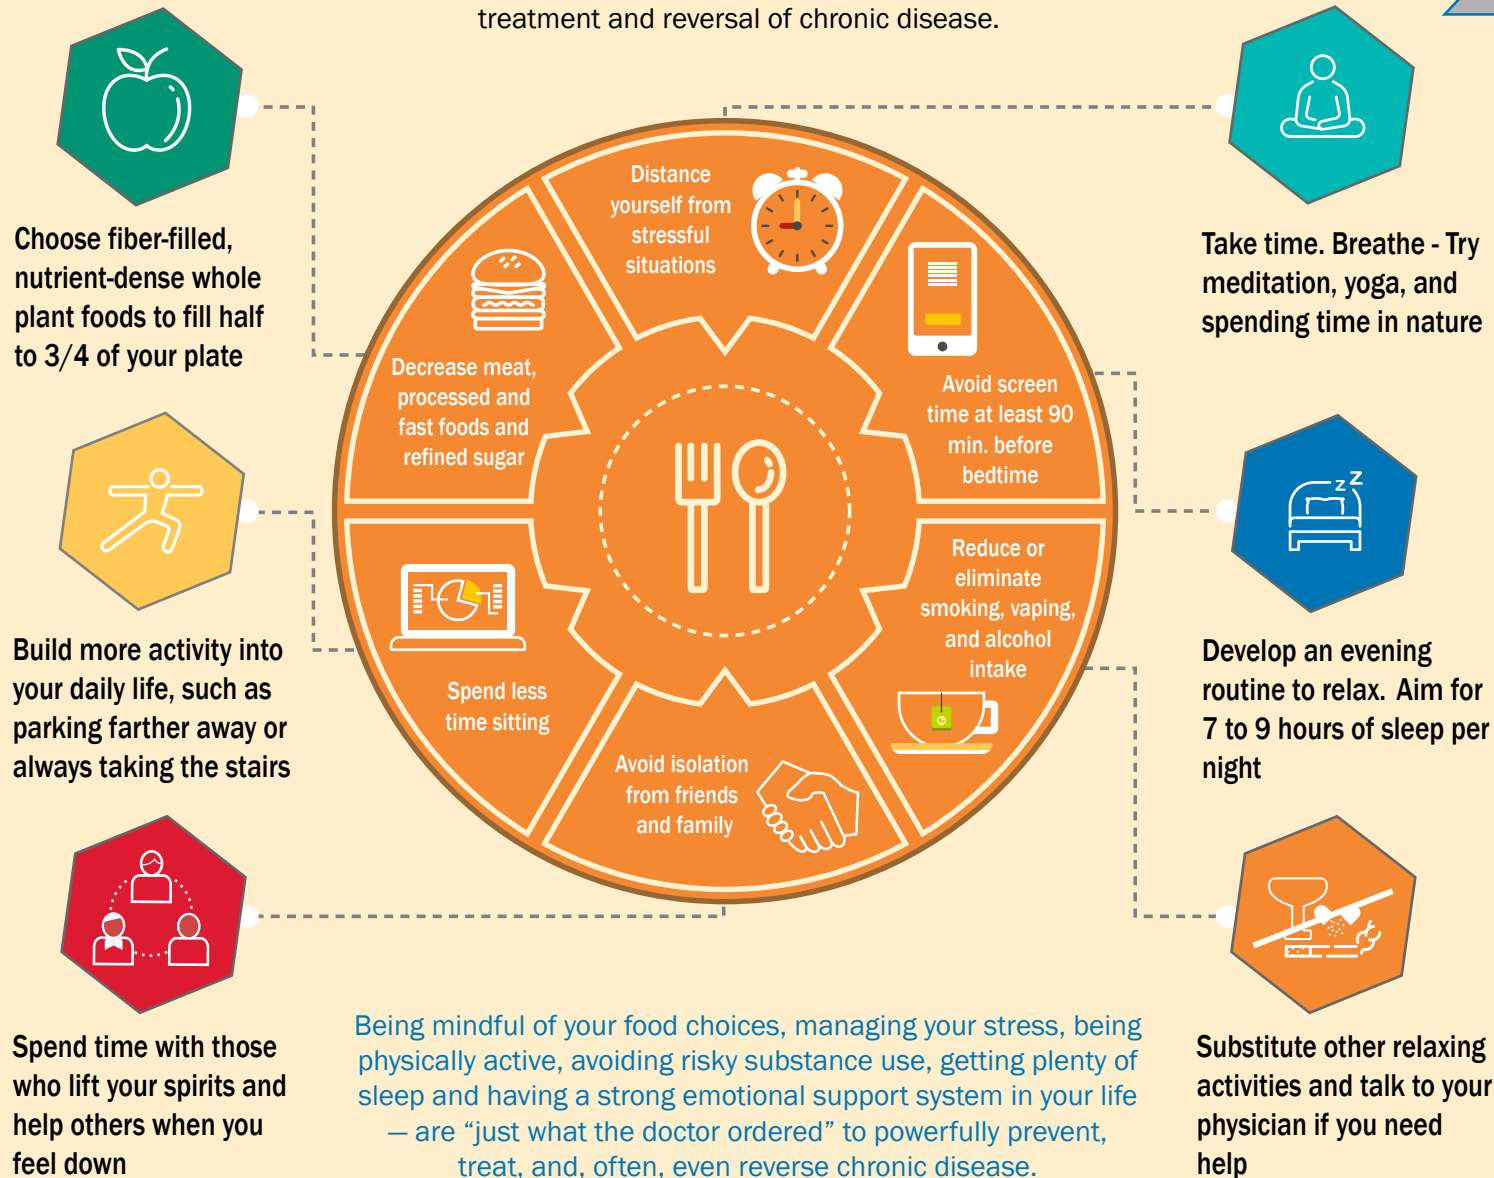 treatment and reversal of chronic disease.
Choose fiber-filled,
nutrient-dense whole
plant foods to fill half
to 3/4 of your plate
Build more activity into
your daily life, such as
parking farther away or
always taking the stairs
Spend time with those
who lift your spirits and
help others when you
feel down
Distance
yourself from
stressful
situations
Decrease meat,
processed and
fast foods and
refined sugar
Avoid screen
time at least 90
min. before
bedtime
Spend less
time sitting
Reduce or
eliminate
smoking, vaping,
and alcohol
intake
Avoid isolation
from friends
and family
Take time. Breathe - Try
meditation, yoga, and
spending time in nature
z Z
Develop an evening
routine to relax. Aim for
7 to 9 hours of sleep per
night
Substitute other relaxing
activities and talk to your
physician if you need
help
Being mindful of your food choices, managing your stress, being
physically active, avoiding risky substance use, getting plenty of
sleep and having a strong emotional support system in your life
— are “just what the doctor ordered” to powerfully prevent,
treat, and, often, even reverse chronic disease.